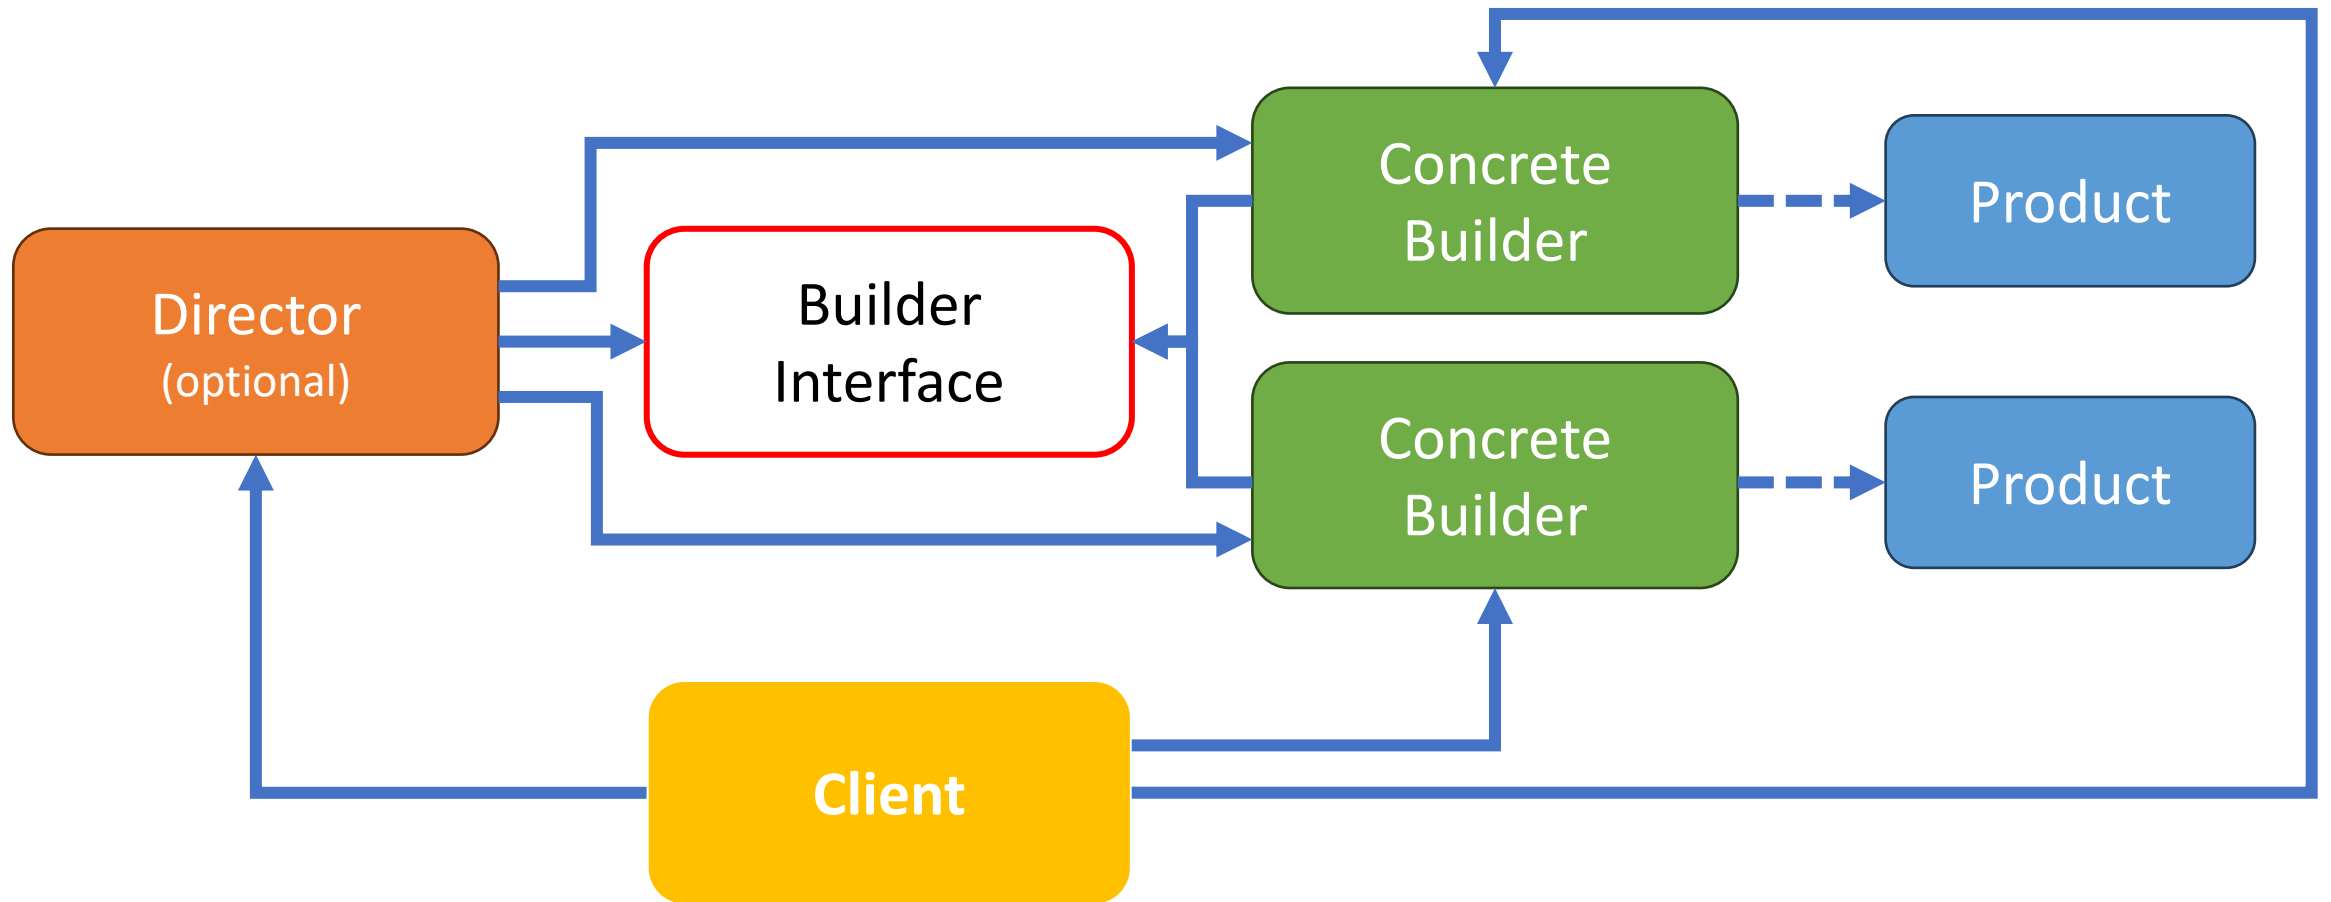 Director
(optional)
Builder
Interface
Concrete
Builder
Product
Concrete
Builder
Product
Client